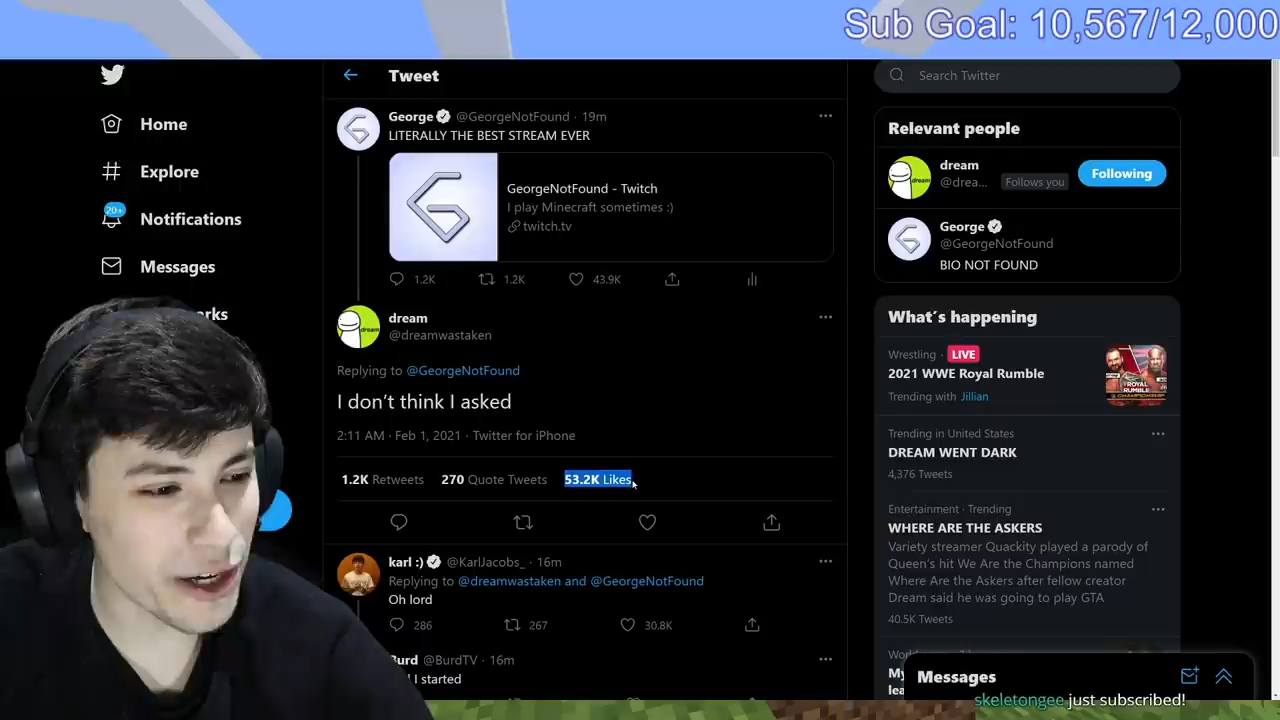 Sub Goal: 10,567/12,000
Home
Explore
20+
Notifications
Messages
Tweet
George @GeorgeNotFound · 19m
LITERALLY THE BEST STREAM EVER
GeorgeNotFound - Twitch
I play Minecraft sometimes :)
twitch.tv
1.2K 1.2K 43.9K
dream
@dreamwastaken
Replying to @GeorgeNotFound
I don't think I asked
2:11 AM · Feb 1, 2021 · Twitter for iPhone
1.2K Retweets 270 Quote Tweets 53.2K Likes
karl :) @KarlJacobs_ · 16m
Replying to @dreamwastaken and @GeorgeNotFound
Oh lord
286 267 30.8K
@BurdTV · 16m
I started
Search Twitter
Relevant people
dream
@drea... Follows you
Following
dream
George
@GeorgeNotFound
BIO NOT FOUND
What's happening
Wrestling · LIVE
2021 WWE Royal Rumble
Trending with Jillian
ROYAL
RUMBLE
Trending in United States
DREAM WENT DARK
4,376 Tweets
Entertainment · Trending
WHERE ARE THE ASKERS
Variety streamer Quackity played a parody of
Queen's hit We Are the Champions named
Where Are the Askers after fellow creator
Dream said he was going to play GTA
40.5K Tweets
Messages
skeletongee just subscribed!